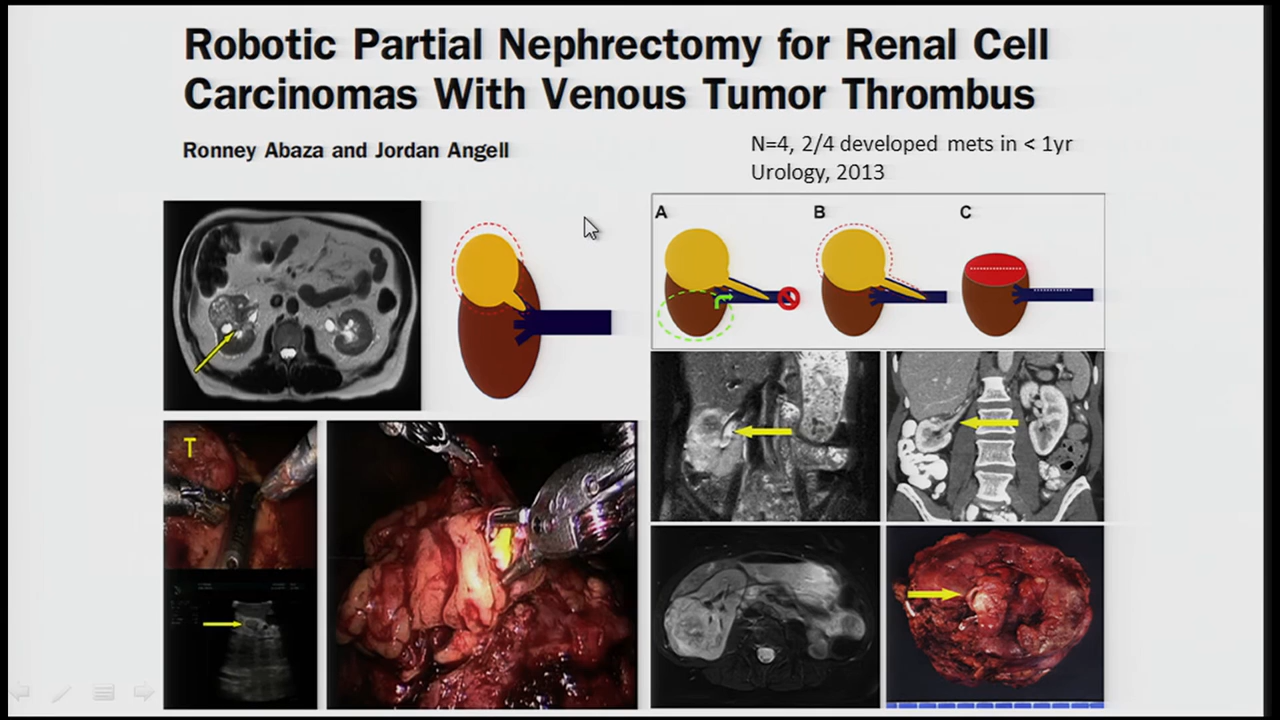 Robotic Partial Nephrectomy for Renal Cell
Carcinomas With Venous Tumor Thrombus
Ronney Abaza and Jordan Angell
N=4, 2/4 developed mets in < 1yr
Urology, 2013
A
B
C
T